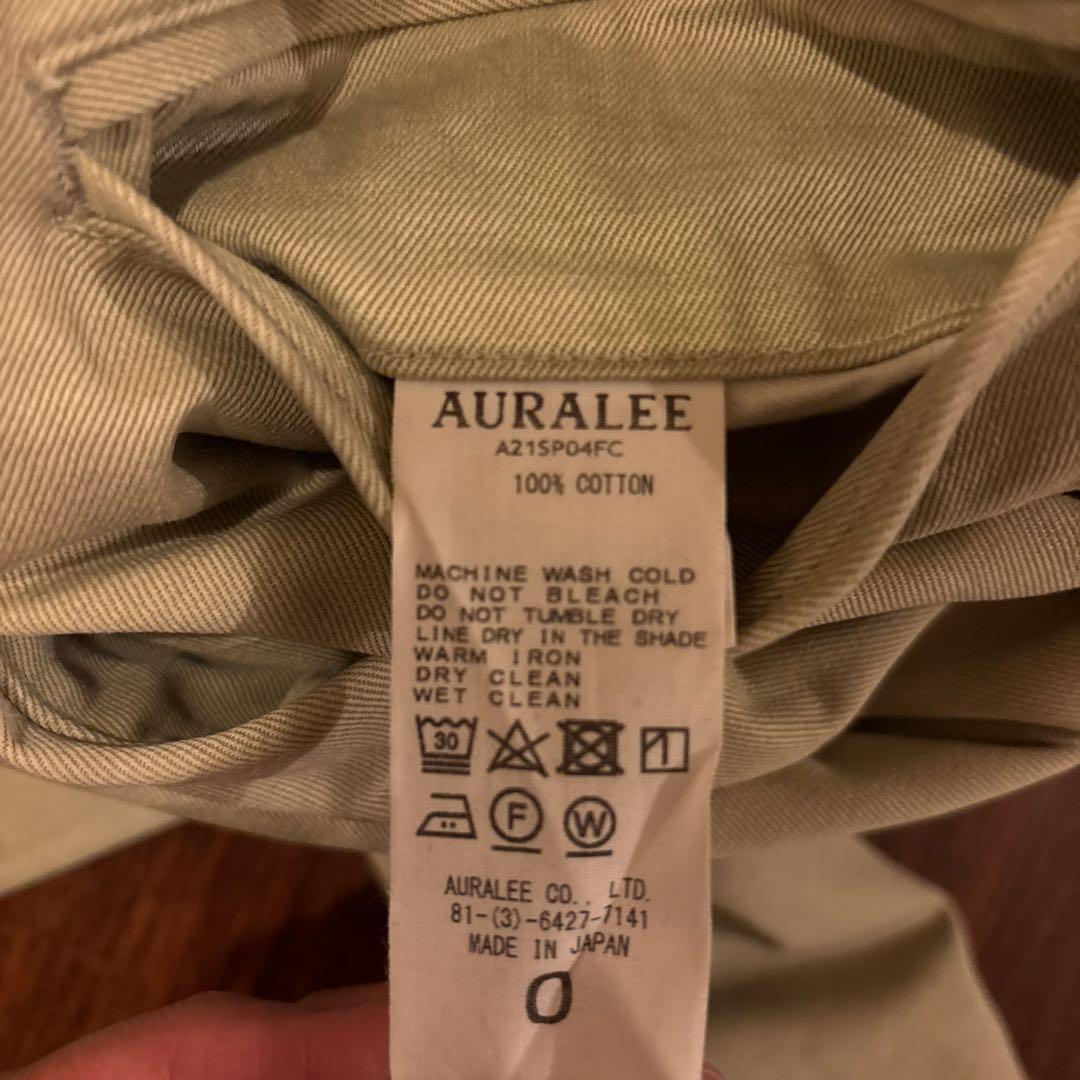 AURALEE
A21SP04FC
100% COTTON
MACHINE WASH COLD
DO NOT BLEACH
DO NOT TUMBLE DRY
LINE DRY IN THE SHADE
WARM IRON
DRY CLEAN
WET CLEAN
30
F W
AURALEE CO., LTD.
81-(3)-6427-7141
MADE IN JAPAN
0